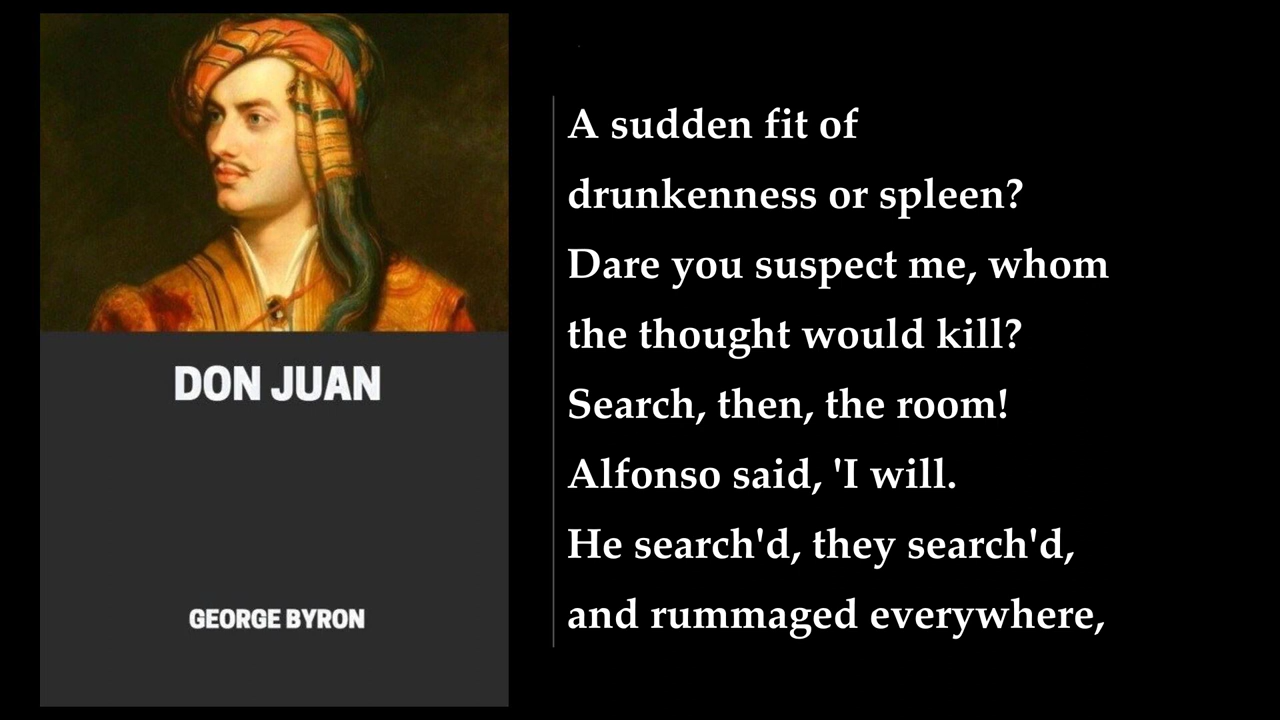 DON JUAN
GEORGE BYRON
A sudden fit of
drunkenness or spleen?
Dare you suspect me, whom
the thought would kill?
Search, then, the room!
Alfonso said, 'I will.
He search'd, they search'd,
and rummaged everywhere,